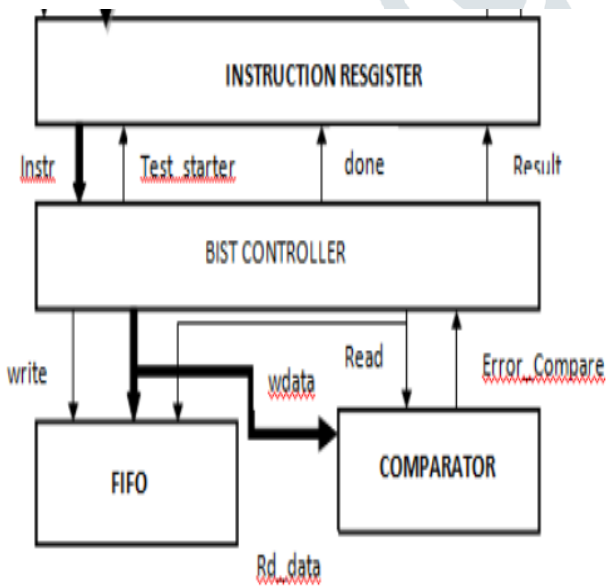 INSTRUCTION RESGISTER
Instr
Test_starter
done
Result
BIST CONTROLLER
write
wdata
Read
Error_Compare
FIFO
COMPARATOR
Rd_data